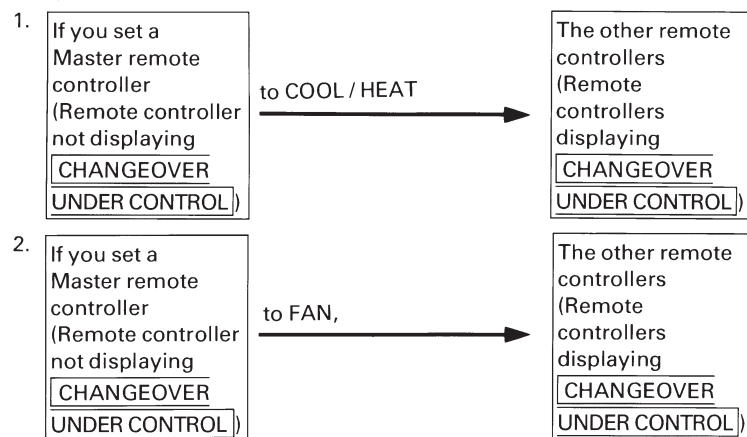 1.
If you set a
Master remote
controller
(Remote controller
not displaying
CHANGEOVER
UNDER CONTROL)
to COOL / HEAT
The other remote
controllers
(Remote
controllers
displaying
CHANGEOVER
UNDER CONTROL)
2.
If you set a
Master remote
controller
(Remote controller
not displaying
CHANGEOVER
UNDER CONTROL)
to FAN,
The other remote
controllers
(Remote
controllers
displaying
CHANGEOVER
UNDER CONTROL)